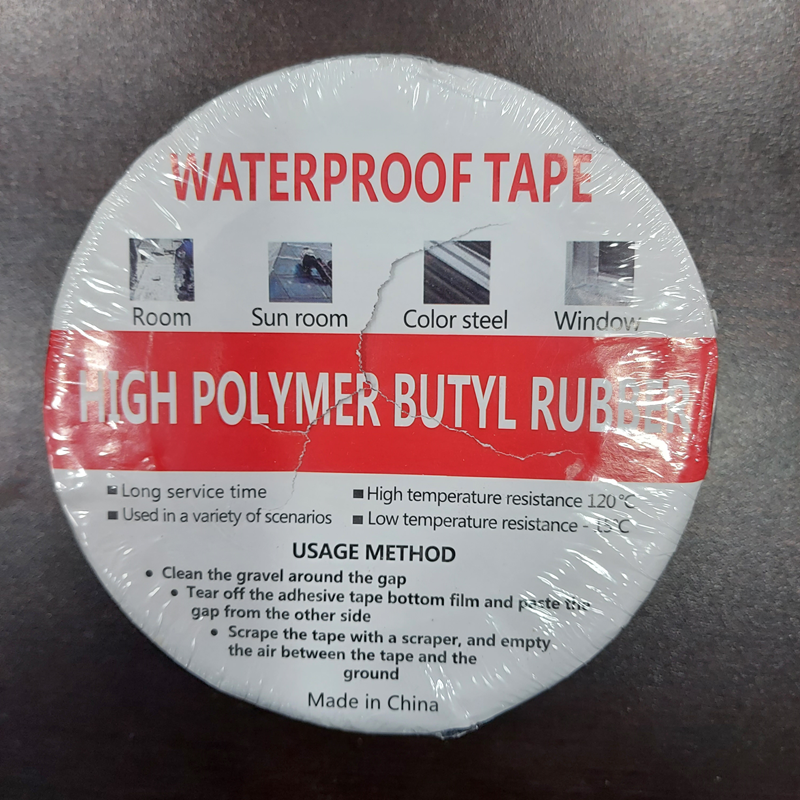 WATERPROOF TAPE
Room Sun room Color steel Window
HIGH POLYMER BUTYL RUBBER
Long service time High temperature resistance 120℃
Used in a variety of scenarios Low temperature resistance - 15℃
USAGE METHOD
• Clean the gravel around the gap
• Tear off the adhesive tape bottom film and paste the
gap from the other side
• Scrape the tape with a scraper, and empty
the air between the tape and the
ground
Made in China